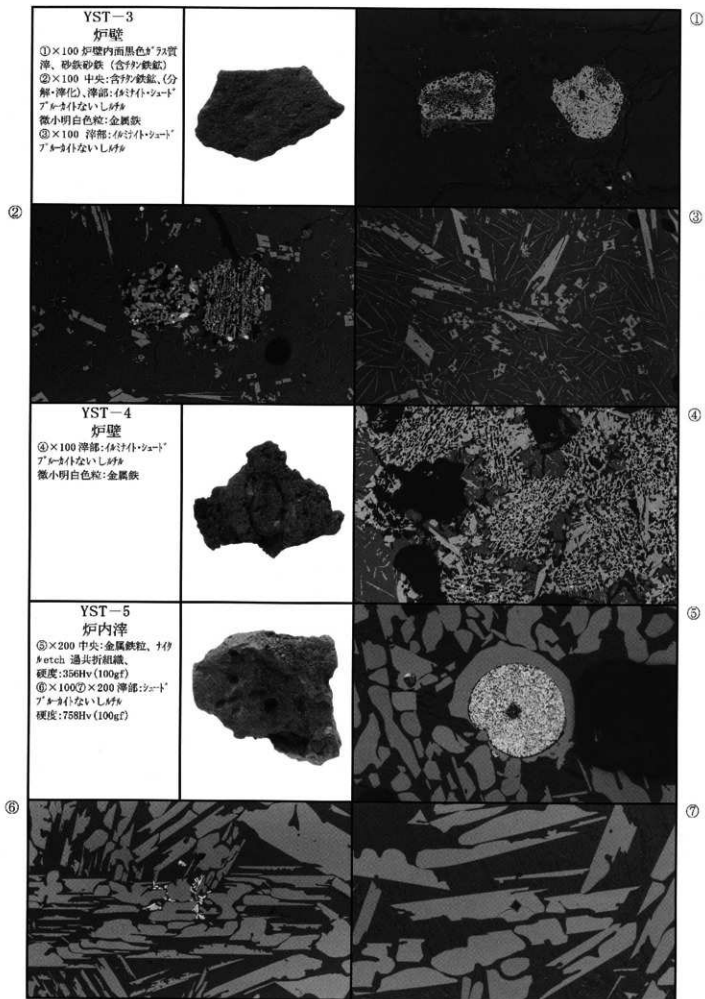 YST-3
炉壁
①×100 炉壁内面黒色ガラス質
滓、砂鉄砂鉄(含チタン鉄鉱)
②×100 中央:含チタン鉄鉱、(分
解・滓化)、滓部:イルミナイト・シュード
ブルーカイトないしルチル
微小明白色粒:金属鉄
③×100 滓部:イルミナイト・シュード
ブルーカイトないしルチル
①
②
③
YST-4
炉壁
④×100 滓部:イルミナイト・シュード
ブルーカイトないしルチル
微小明白色粒:金属鉄
④
YST-5
炉内滓
⑤×200 中央:金属鉄粒、ナイタ
ルetch 過共折組織、
硬度:356Hv(100gf)
⑥×100⑦×200 滓部:シュード
ブルーカイトないしルチル
硬度:758Hv(100gf)
⑤
⑥
⑦